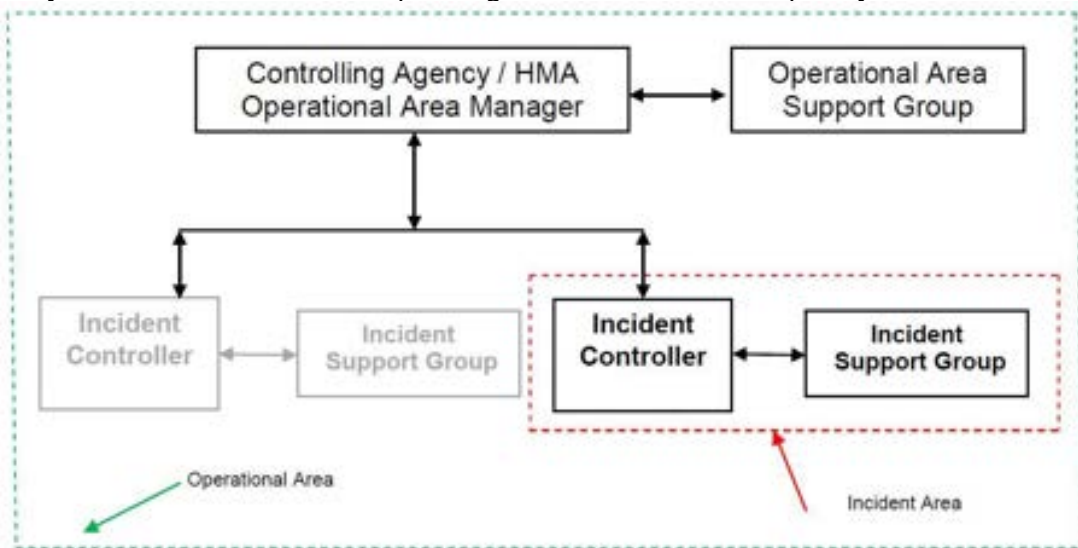 Controlling Agency / HMA
Operational Area Manager
Operational Area
Support Group
Incident
Controller
Incident
Support Group
Incident
Controller
Incident
Support Group
Operational Area
Incident Area